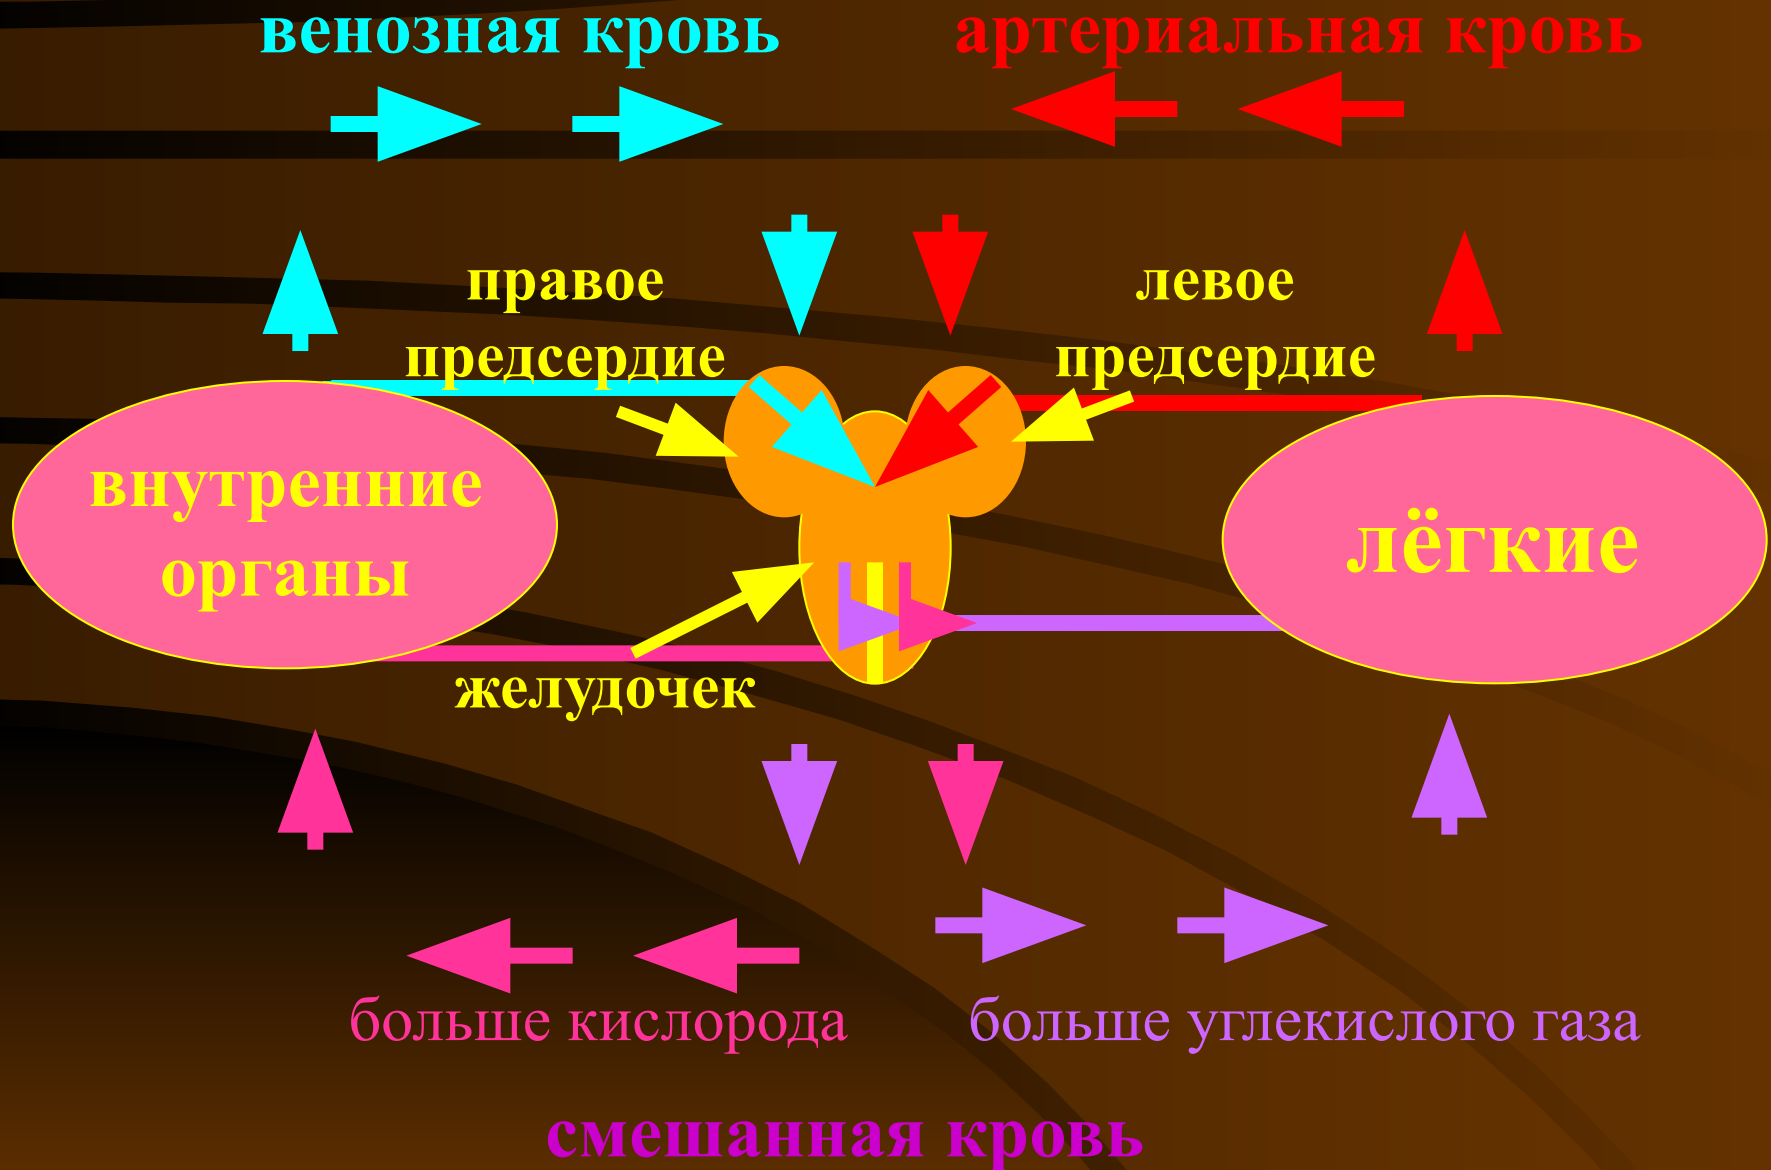 венозная кровь
артериальная кровь
правое
предсердие
левое
предсердие
внутренние
органы
лёгкие
желудочек
больше кислорода
больше углекислого газа
смешанная кровь